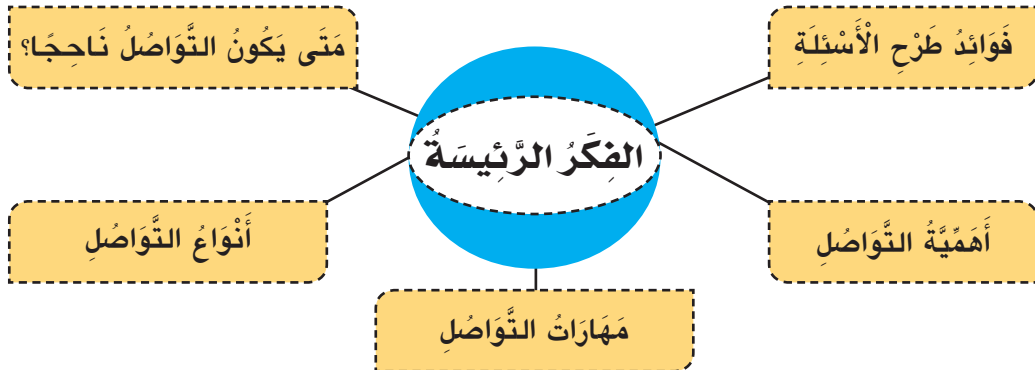 فَوَائِدُ طَرْحِ الْأَسْئِلَةِ
مَتَى يَكُونُ التَّوَاصُلُ نَاجِحًا؟
الفِكَرُ الرَّئِيسَةُ
أَهَمِّيَّةُ التَّوَاصُلِ
أَنْوَاعُ التَّوَاصُلِ
مَهَارَاتُ التَّوَاصُلِ